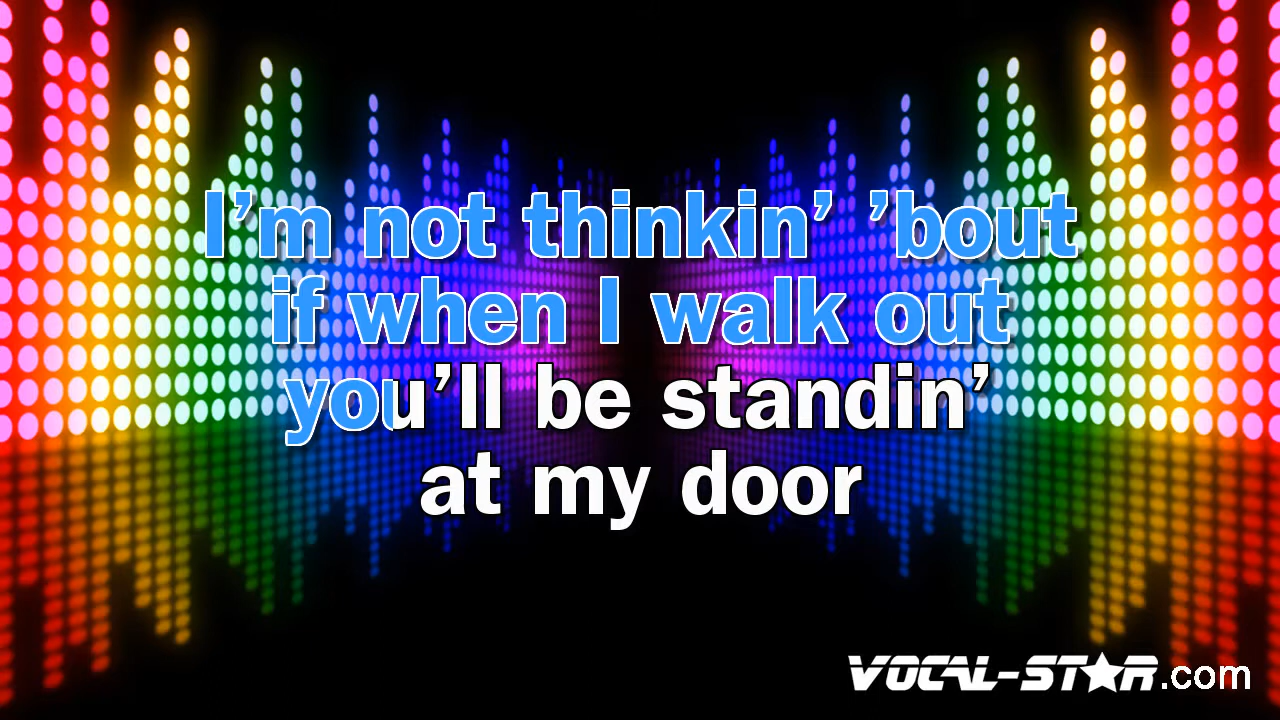 I’m not thinkin’ ’bout
if when I walk out
you’ll be standin’
at my door
VOCAL-STAR.com